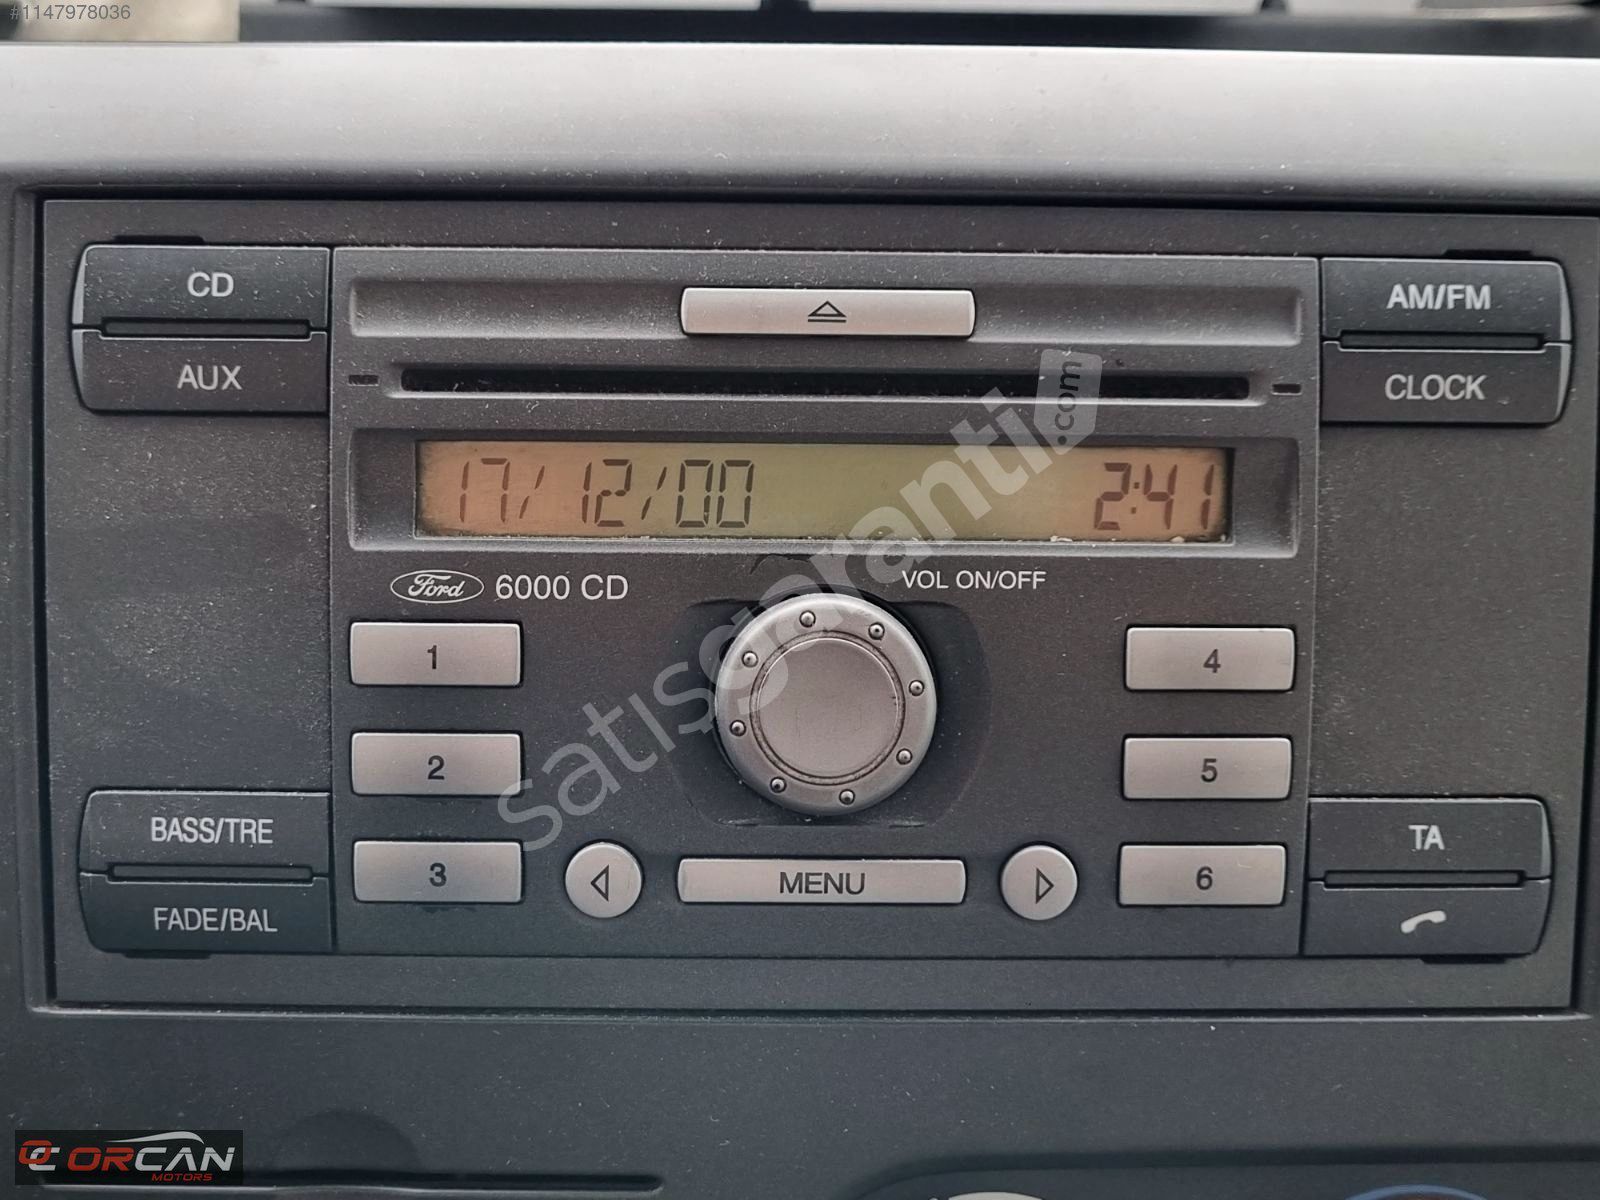 #1147978036
CD
AUX
AM/FM
CLOCK
17/12/00 2:41
Ford 6000 CD
VOL ON/OFF
1
2
3
4
5
6
BASS/TRE
FADE/BAL
MENU
TA
satışgaranti.com
ORCAN
MOTORS